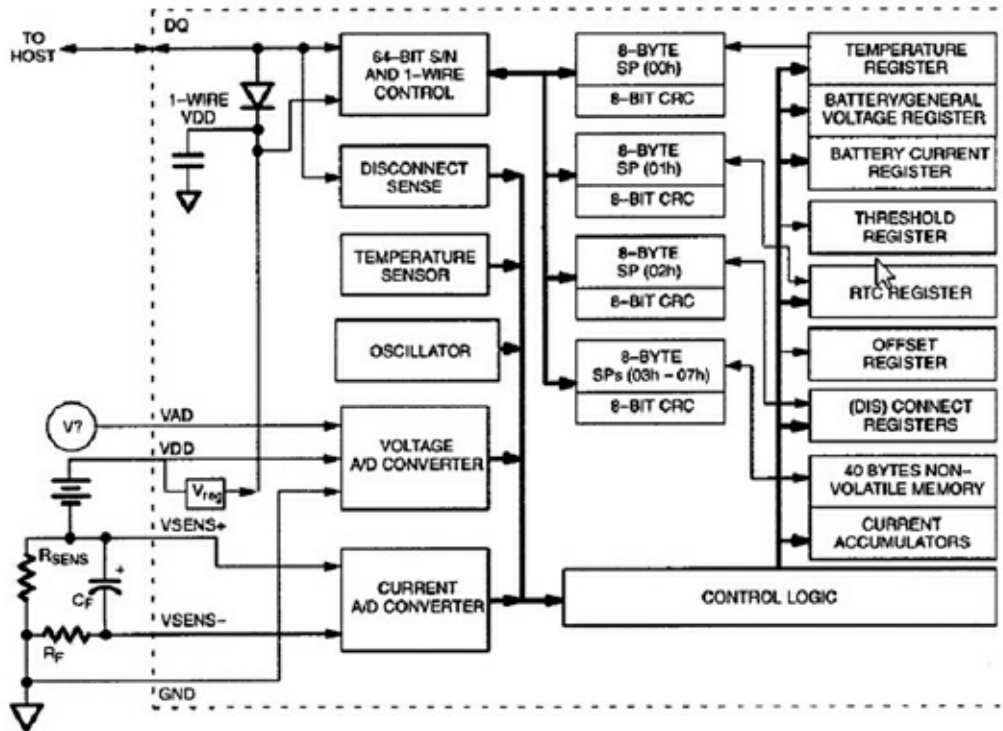 TO
HOST
DQ
64-BIT S/N
AND 1-WIRE
CONTROL
1-WIRE
VDD
DISCONNECT
SENSE
TEMPERATURE
SENSOR
OSCILLATOR
V?
VAD
VDD
VOLTAGE
A/D CONVERTER
Vreg
VSENS+
RSENS
+
CF
CURRENT
A/D CONVERTER
VSENS-
RF
GND
8-BYTE
SP (00h)
8-BIT CRC
8-BYTE
SP (01h)
8-BIT CRC
8-BYTE
SP (02h)
8-BIT CRC
8-BYTE
SPs (03h - 07h)
8-BIT CRC
TEMPERATURE
REGISTER
BATTERY/GENERAL
VOLTAGE REGISTER
BATTERY CURRENT
REGISTER
THRESHOLD
REGISTER
RTC REGISTER
OFFSET
REGISTER
(DIS) CONNECT
REGISTERS
40 BYTES NON-
VOLATILE MEMORY
CURRENT
ACCUMULATORS
CONTROL LOGIC